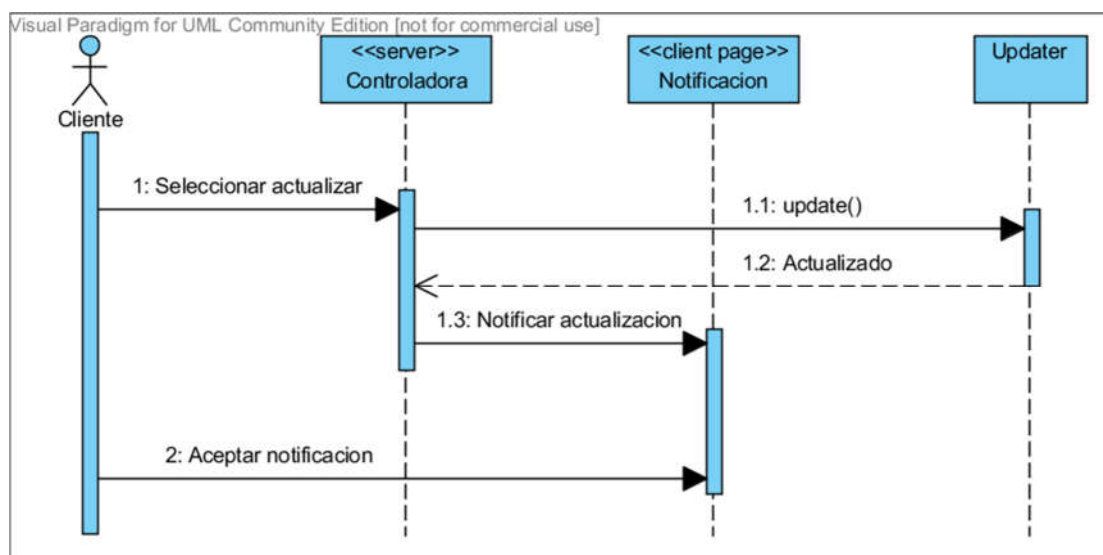 Visual Paradigm for UML Community Edition [not for commercial use]
Cliente
<<server>>
Controladora
<<client page>>
Notificacion
Updater
1: Seleccionar actualizar
1.1: update()
1.2: Actualizado
1.3: Notificar actualizacion
2: Aceptar notificacion